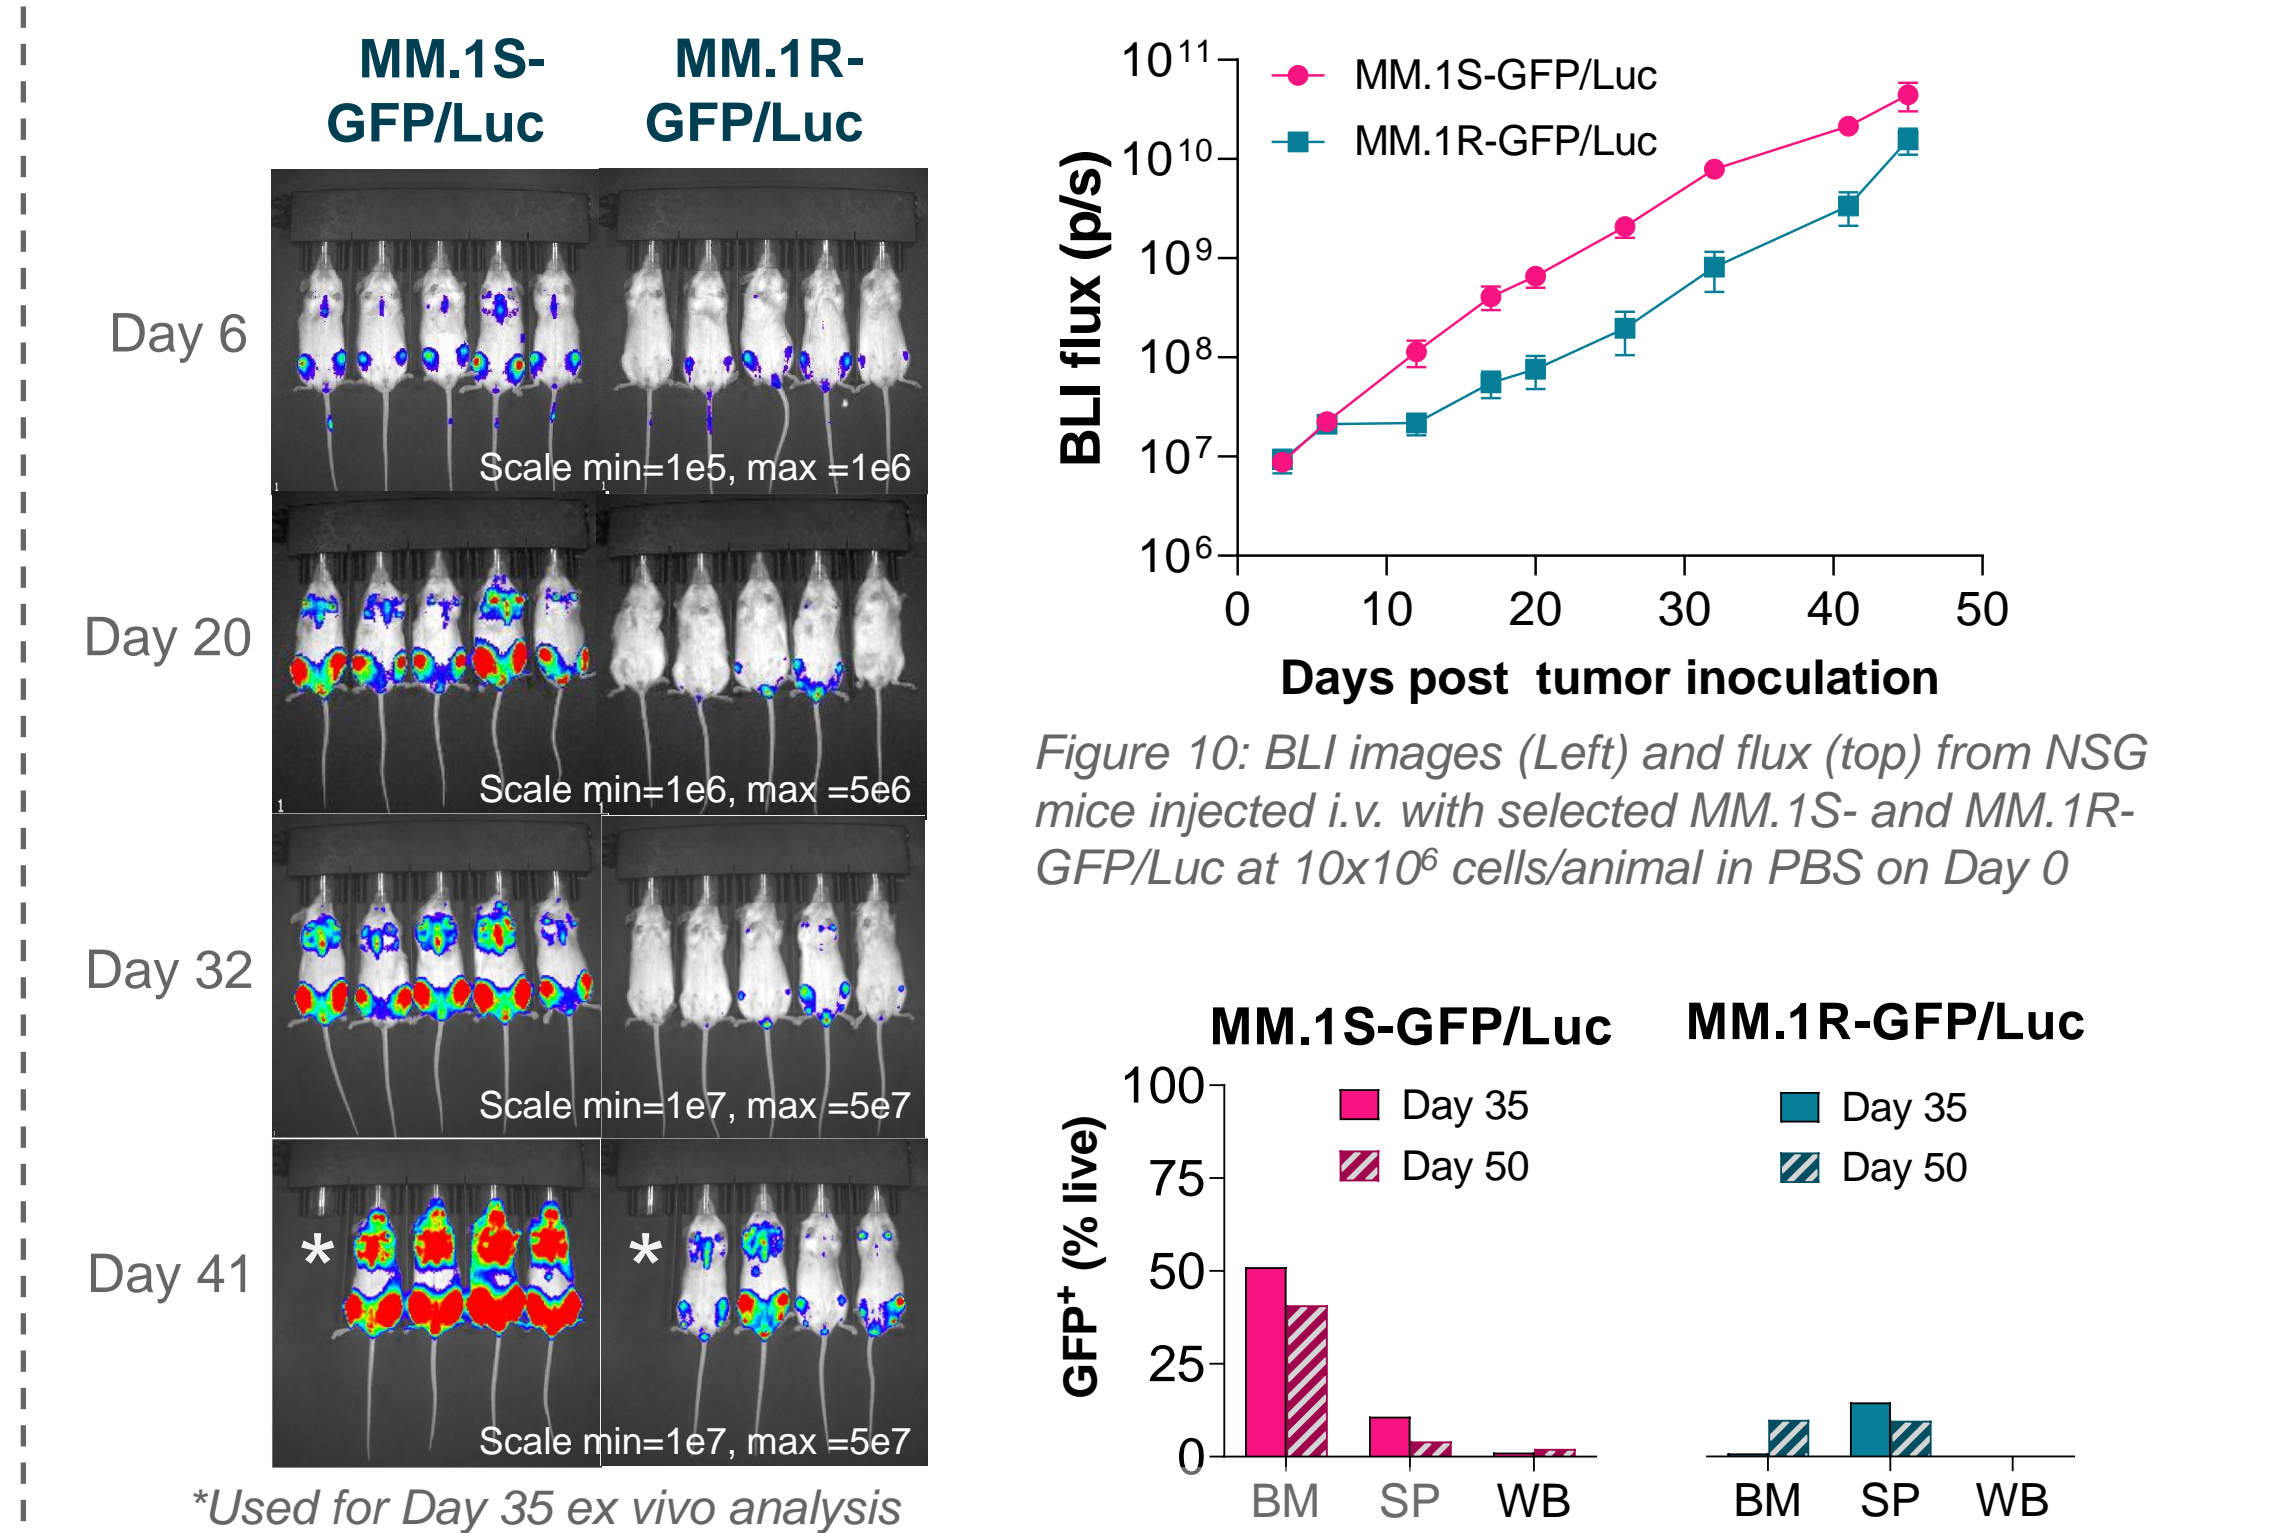 MM.1S-
GFP/Luc
MM.1R-
GFP/Luc
Day 6
Scale min=1e5, max =1e6
1
1
Day 20
Scale min=1e6, max =5e6
1
1
Day 32
Scale min=1e7, max =5e7
Day 41
*
*
Scale min=1e7, max =5e7
*Used for Day 35 ex vivo analysis
10¹¹
10¹⁰
10⁹
10⁸
10⁷
10⁶
BLI flux (p/s)
MM.1S-GFP/Luc
MM.1R-GFP/Luc
0 10 20 30 40 50
Days post tumor inoculation
Figure 10: BLI images (Left) and flux (top) from NSG
mice injected i.v. with selected MM.1S- and MM.1R-
GFP/Luc at 10x10⁶ cells/animal in PBS on Day 0
MM.1S-GFP/Luc
MM.1R-GFP/Luc
GFP⁺ (% live)
100
75
50
25
0
Day 35
Day 50
Day 35
Day 50
BM SP WB
BM SP WB